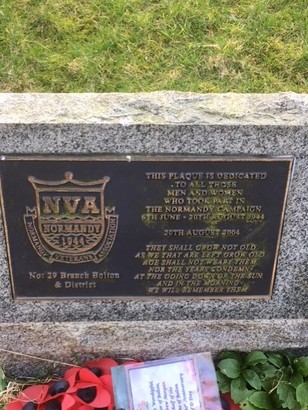 NVA
NORMANDY
1944
NORMANDY VETERANS ASSOCIATION
No: 29 Branch Bolton
& District
THIS PLAQUE IS DEDICATED
TO ALL THOSE
MEN AND WOMEN
WHO TOOK PART IN
THE NORMANDY CAMPAIGN
6TH JUNE - 20TH AUGUST 1944
20TH AUGUST 2004
THEY SHALL GROW NOT OLD
AS WE THAT ARE LEFT GROW OLD
AGE SHALL NOT WEARY THEM
NOR THE YEARS CONDEMN
AT THE GOING DOWN OF THE SUN
AND IN THE MORNING
WE WILL REMEMBER THEM